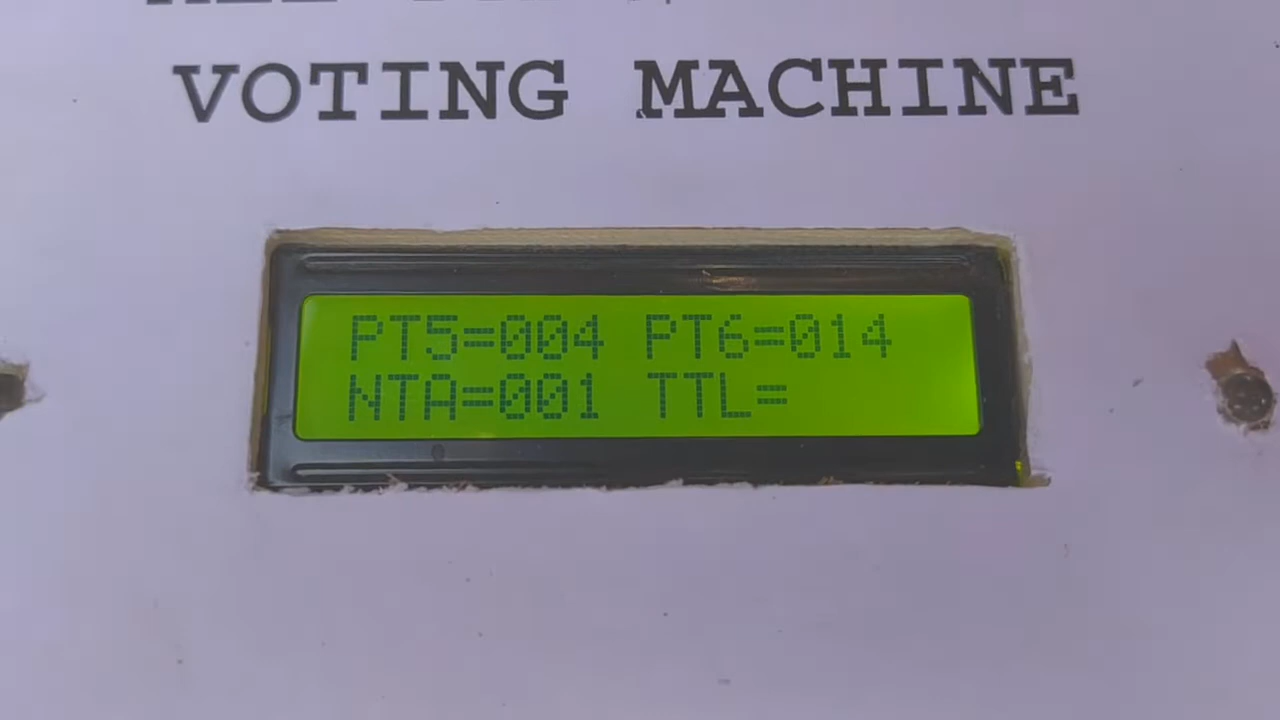 VOTING MACHINE
PT5=004 PT6=014
NTA=001 TTL=